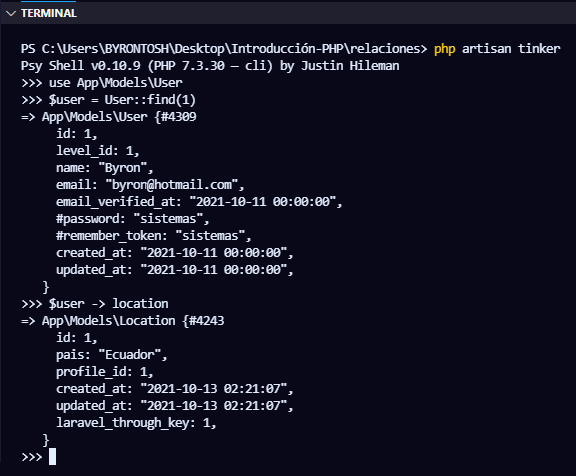 TERMINAL
PS C:\Users\BYRONTOSH\Desktop\Introducción-PHP\relaciones> php artisan tinker
Psy Shell v0.10.9 (PHP 7.3.30 — cli) by Justin Hileman
>>> use App\Models\User
>>> $user = User::find(1)
=> App\Models\User {#4309
     id: 1,
     level_id: 1,
     name: "Byron",
     email: "byron@hotmail.com",
     email_verified_at: "2021-10-11 00:00:00",
     #password: "sistemas",
     #remember_token: "sistemas",
     created_at: "2021-10-11 00:00:00",
     updated_at: "2021-10-11 00:00:00",
   }
>>> $user -> location
=> App\Models\Location {#4243
     id: 1,
     pais: "Ecuador",
     profile_id: 1,
     created_at: "2021-10-13 02:21:07",
     updated_at: "2021-10-13 02:21:07",
     laravel_through_key: 1,
   }
>>>